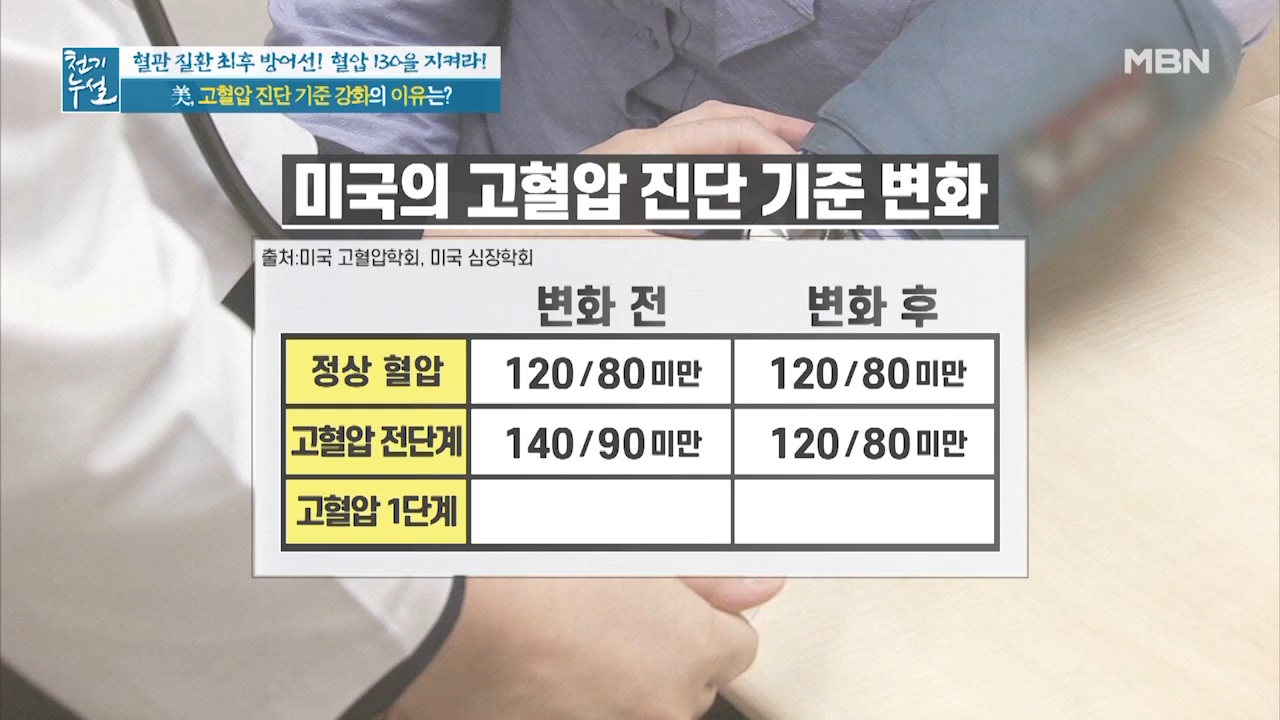 천기누설
혈관 질환 최후 방어선! 혈압 130을 지켜라!
美, 고혈압 진단 기준 강화의 이유는?
MBN
미국의 고혈압 진단 기준 변화
출처:미국 고혈압학회, 미국 심장학회
변화 전 변화 후
정상 혈압 120/80미만 120/80미만
고혈압 전단계 140/90미만 120/80미만
고혈압 1단계